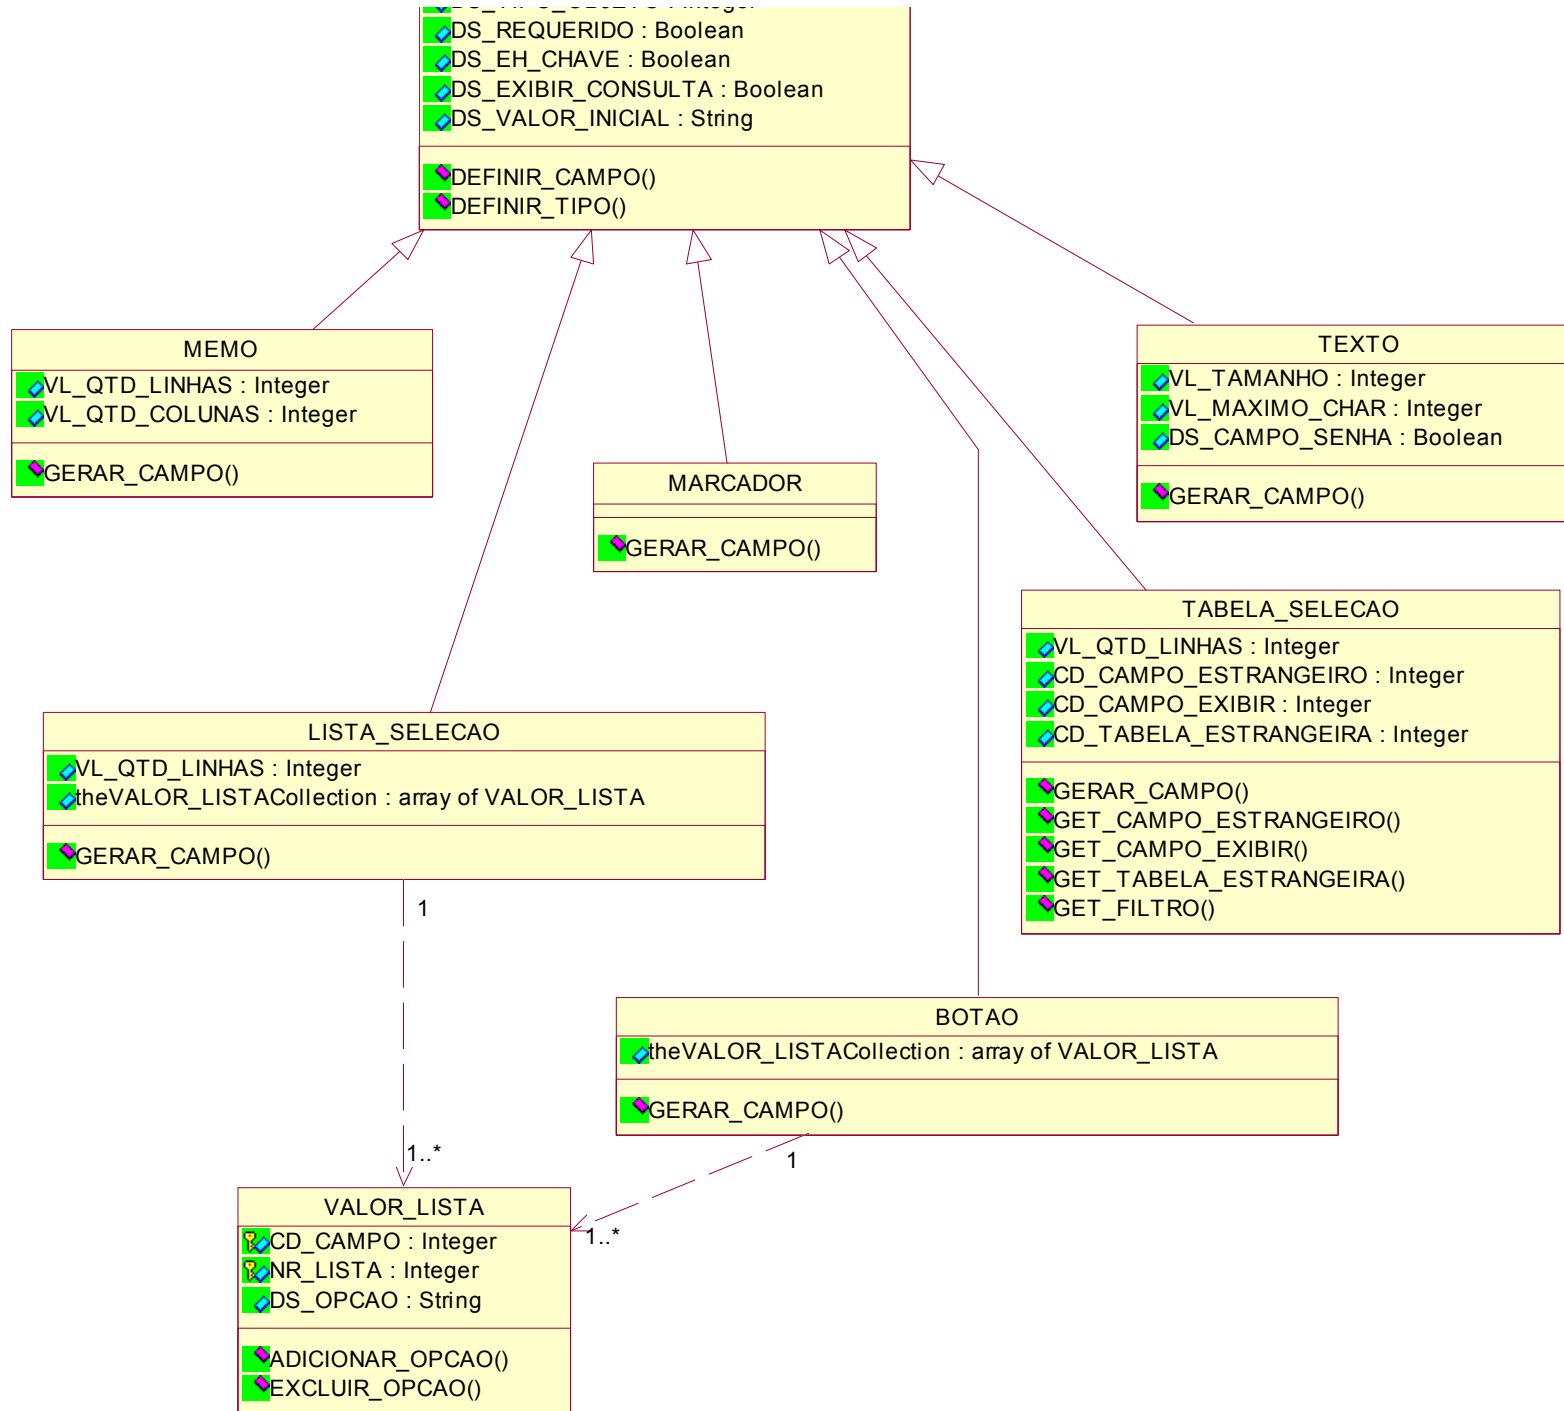 DS_REQUERIDO : Boolean
DS_EH_CHAVE : Boolean
DS_EXIBIR_CONSULTA : Boolean
DS_VALOR_INICIAL : String
DEFINIR_CAMPO()
DEFINIR_TIPO()
MEMO
VL_QTD_LINHAS : Integer
VL_QTD_COLUNAS : Integer
GERAR_CAMPO()
MARCADOR
GERAR_CAMPO()
TEXTO
VL_TAMANHO : Integer
VL_MAXIMO_CHAR : Integer
DS_CAMPO_SENHA : Boolean
GERAR_CAMPO()
TABELA_SELECAO
VL_QTD_LINHAS : Integer
CD_CAMPO_ESTRANGEIRO : Integer
CD_CAMPO_EXIBIR : Integer
CD_TABELA_ESTRANGEIRA : Integer
GERAR_CAMPO()
GET_CAMPO_ESTRANGEIRO()
GET_CAMPO_EXIBIR()
GET_TABELA_ESTRANGEIRA()
GET_FILTRO()
LISTA_SELECAO
VL_QTD_LINHAS : Integer
theVALOR_LISTACollection : array of VALOR_LISTA
GERAR_CAMPO()
1
1..*
BOTAO
theVALOR_LISTACollection : array of VALOR_LISTA
GERAR_CAMPO()
1
1..*
VALOR_LISTA
CD_CAMPO : Integer
NR_LISTA : Integer
DS_OPCAO : String
ADICIONAR_OPCAO()
EXCLUIR_OPCAO()